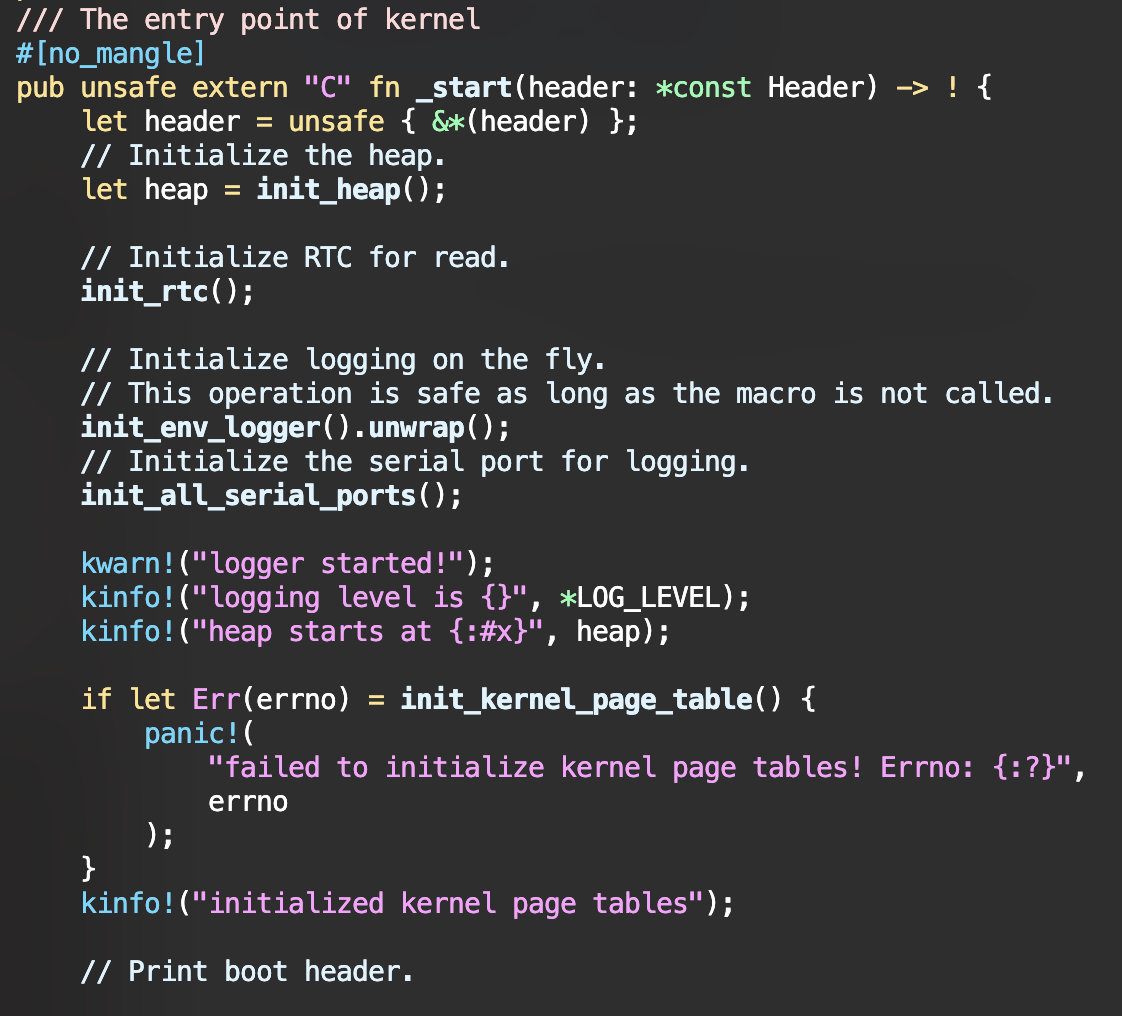 /// The entry point of kernel
#[no_mangle]
pub unsafe extern "C" fn _start(header: *const Header) -> ! {
    let header = unsafe { &*(header) };
    // Initialize the heap.
    let heap = init_heap();

    // Initialize RTC for read.
    init_rtc();

    // Initialize logging on the fly.
    // This operation is safe as long as the macro is not called.
    init_env_logger().unwrap();
    // Initialize the serial port for logging.
    init_all_serial_ports();

    kwarn!("logger started!");
    kinfo!("logging level is {}", *LOG_LEVEL);
    kinfo!("heap starts at {:#x}", heap);

    if let Err(errno) = init_kernel_page_table() {
        panic!(
            "failed to initialize kernel page tables! Errno: {:?}",
            errno
        );
    }
    kinfo!("initialized kernel page tables");

    // Print boot header.